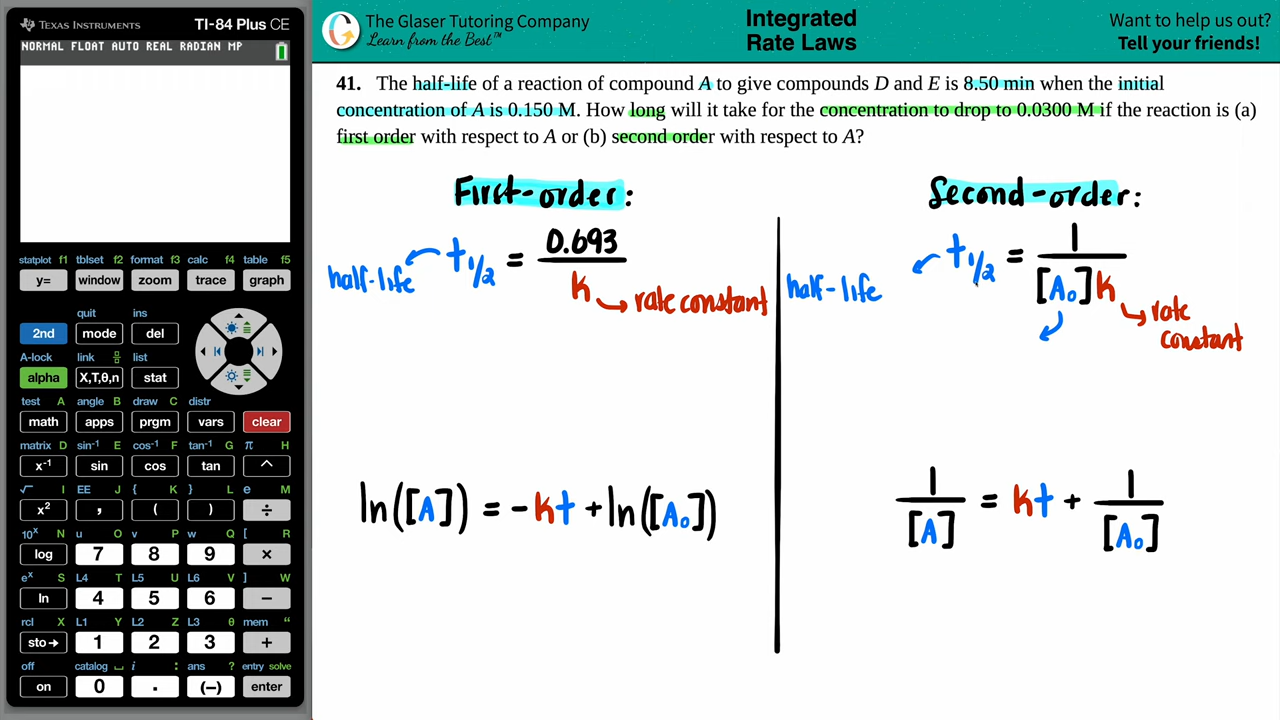 TEXAS INSTRUMENTS TI-84 Plus CE
NORMAL FLOAT AUTO REAL RADIAN MP
statplot f1 tblset f2 format f3 calc f4 table f5
y= window zoom trace graph
quit ins
2nd mode del
A-lock link list
alpha X,T,θ,n stat
test A angle B draw C distr
math apps prgm vars clear
matrix D sin⁻¹ E cos⁻¹ F tan⁻¹ G π H
x⁻¹ sin cos tan ^
√ I EE J { K } L e M
x² , ( ) ÷
10ˣ N u O v P w Q [ R
log 7 8 9 ×
eˣ S L4 T L5 U L6 V ] W
ln 4 5 6 −
rcl X L1 Y L2 Z L3 θ mem “
sto→ 1 2 3 +
off catalog ⎵ i : ans ? entry solve
on 0 . (−) enter
The Glaser Tutoring Company
Learn from the Best™
Integrated
Rate Laws
Want to help us out?
Tell your friends!
41. The half-life of a reaction of compound A to give compounds D and E is 8.50 min when the initial
concentration of A is 0.150 M. How long will it take for the concentration to drop to 0.0300 M if the reaction is (a)
first order with respect to A or (b) second order with respect to A?
First-order:
t1/2 = 0.693 / k
half-life
rate constant
ln([A]) = -kt + ln([A₀])
Second-order:
t1/2 = 1 / [A₀]k
half-life
rate
constant
1/[A] = kt + 1/[A₀]